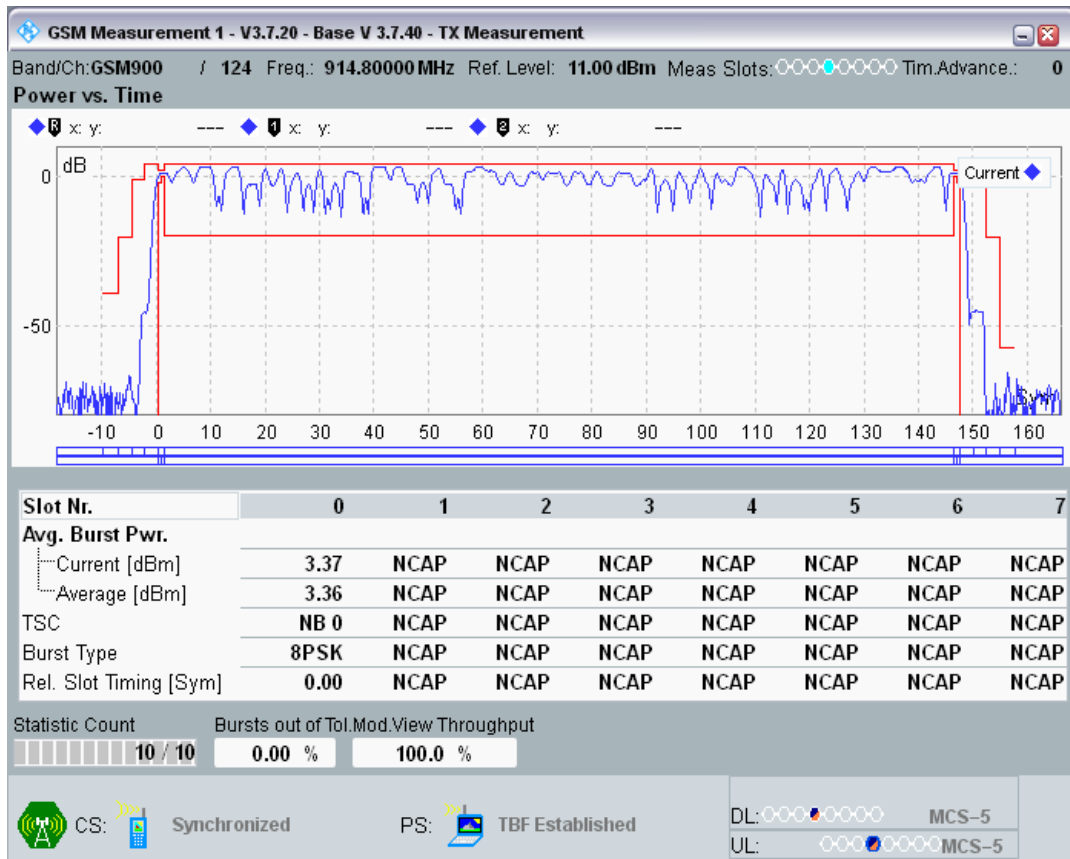 GSM Measurement 1 - V3.7.20 - Base V 3.7.40 - TX Measurement
Band/Ch:GSM900 / 124 Freq.: 914.80000 MHz Ref. Level: 11.00 dBm Meas Slots: Tim.Advance.: 0
Power vs. Time
R x: y: --- 1 x: y: --- 2 x: y: ---
dB
Current
0
-50
Sym
-10 0 10 20 30 40 50 60 70 80 90 100 110 120 130 140 150 160
Slot Nr. 0 1 2 3 4 5 6 7
Avg. Burst Pwr.
Current [dBm] 3.37 NCAP NCAP NCAP NCAP NCAP NCAP NCAP
Average [dBm] 3.36 NCAP NCAP NCAP NCAP NCAP NCAP NCAP
TSC NB 0 NCAP NCAP NCAP NCAP NCAP NCAP NCAP
Burst Type 8PSK NCAP NCAP NCAP NCAP NCAP NCAP NCAP
Rel. Slot Timing [Sym] 0.00 NCAP NCAP NCAP NCAP NCAP NCAP NCAP
Statistic Count Bursts out of Tol.Mod.View Throughput
10 / 10 0.00 % 100.0 %
CS: Synchronized PS: TBF Established DL: MCS-5
UL: MCS-5